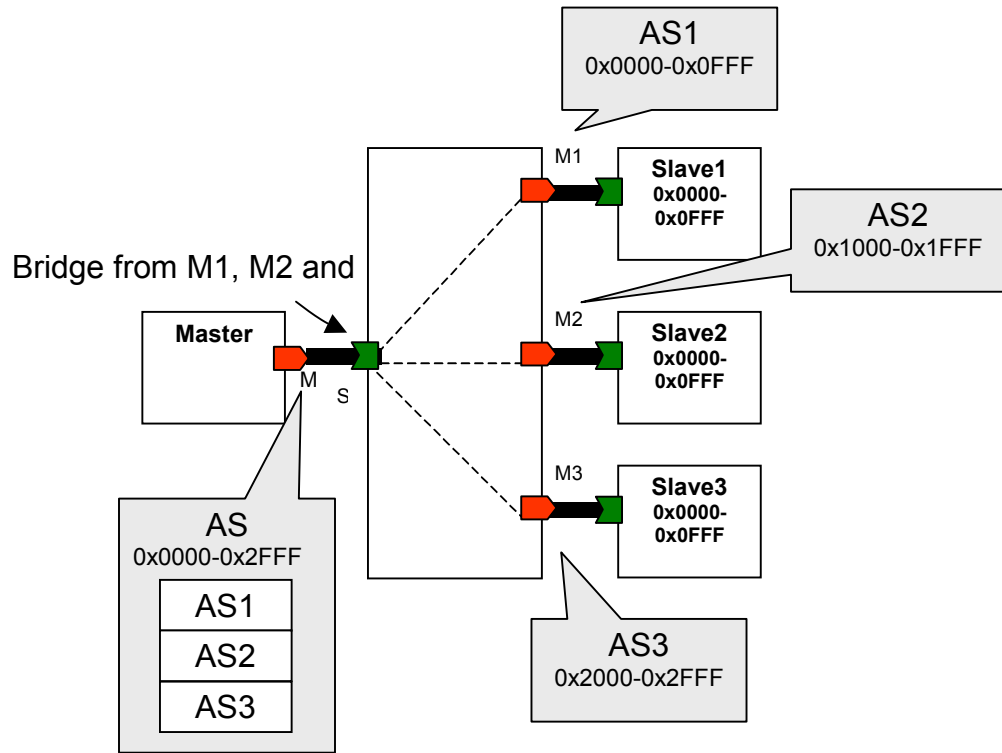 AS1
0x0000-0x0FFF
M1
Slave1
0x0000-
0x0FFF
AS2
0x1000-0x1FFF
Bridge from M1, M2 and
Master
M
S
M2
Slave2
0x0000-
0x0FFF
M3
Slave3
0x0000-
0x0FFF
AS
0x0000-0x2FFF
AS1
AS2
AS3
AS3
0x2000-0x2FFF